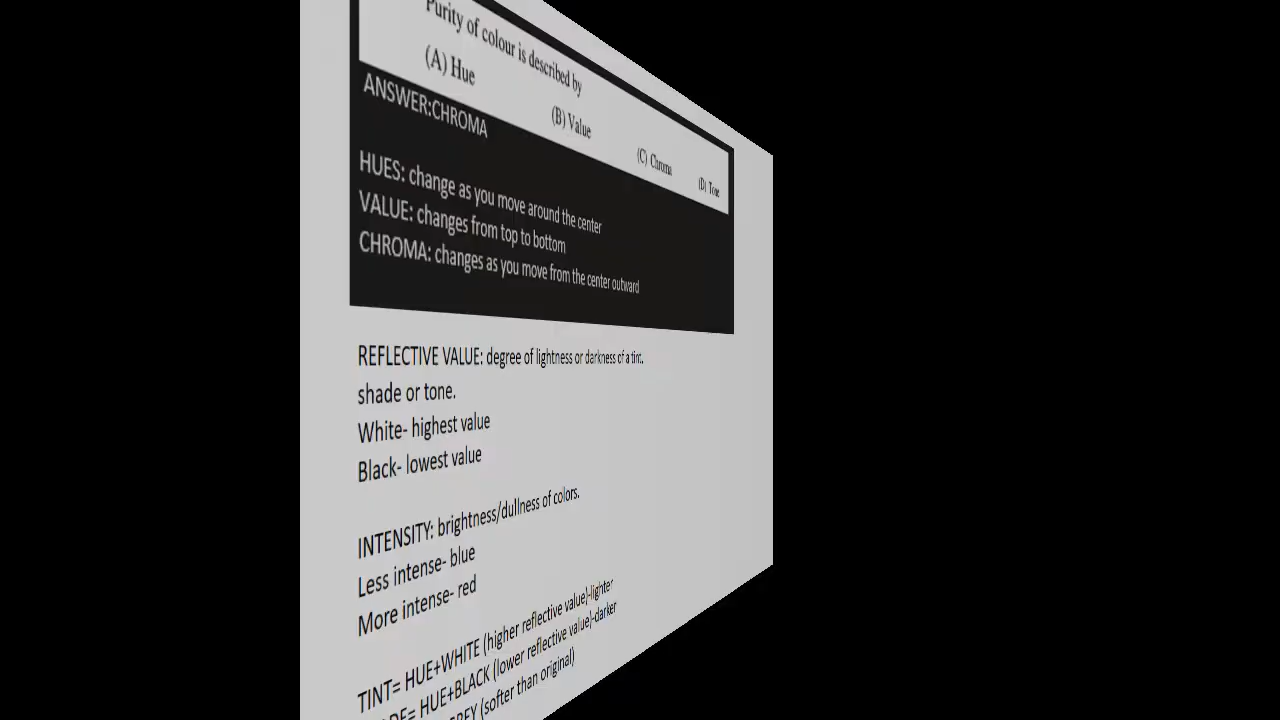 Purity of colour is described by
(A) Hue
(B) Value
(C) Chroma
(D) Tone
ANSWER:CHROMA
HUES: change as you move around the center
VALUE: changes from top to bottom
CHROMA: changes as you move from the center outward
REFLECTIVE VALUE: degree of lightness or darkness of a tint.
shade or tone.
White- highest value
Black- lowest value
INTENSITY: brightness/dullness of colors.
Less intense- blue
More intense- red
TINT= HUE+WHITE (higher reflective value)-lighter
HUE+BLACK (lower reflective value)-darker
(softer than original)